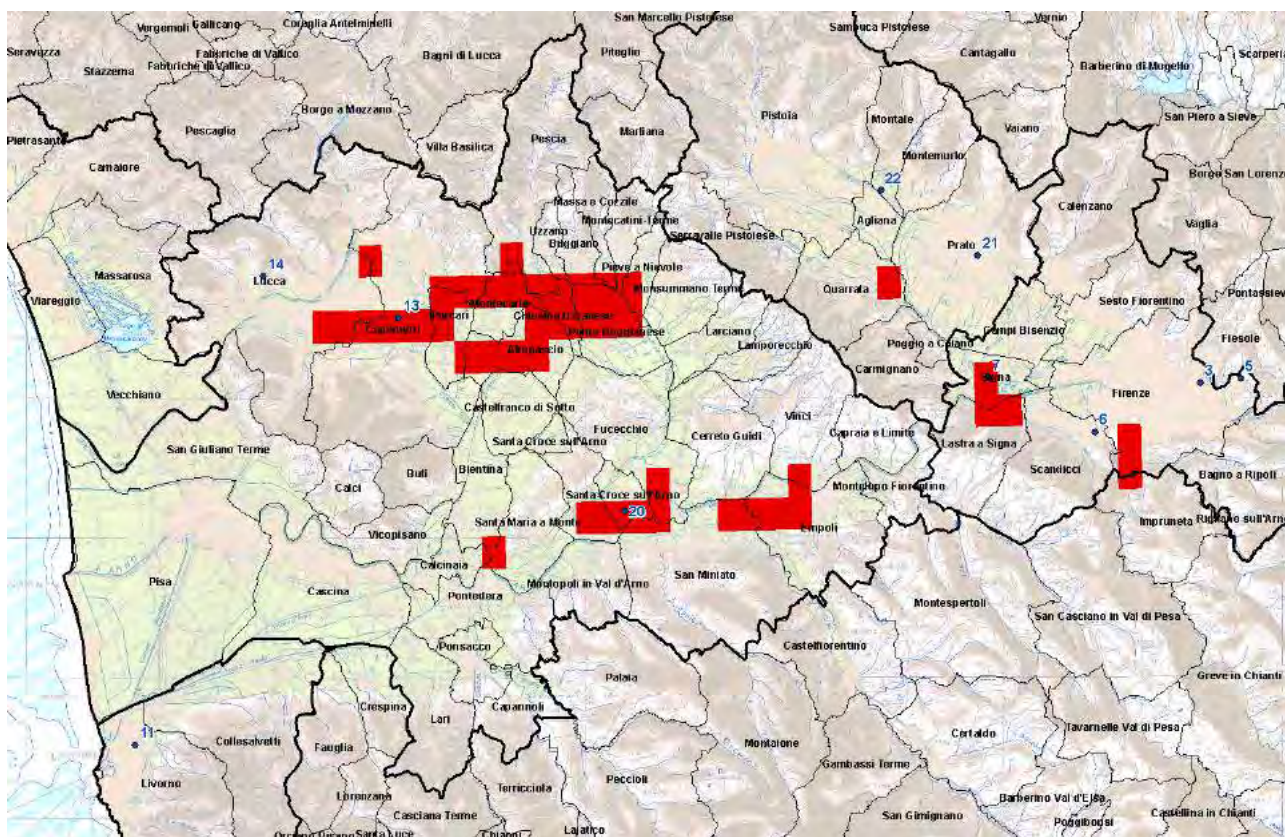 Vergemoli
Gallicano
Coreglia Antelminelli
San Marcello Pistoiese
Sambuca Pistoiese
Vernio
Seravezza
Fabbriche di Vallico
Fabbriche di Vallico
Stazzema
Bagni di Lucca
Piteglio
Cantagallo
Barberino di Mugello
Scarperia
Borgo a Mozzano
Pescaglia
Pietrasanta
Villa Basilica
Pescia
Marliana
Pistoia
Montale
Vaiano
San Piero a Sieve
Camaiore
Montemurlo
Borgo San Lorenzo
22
Calenzano
Massa e Cozzile
Montecatini-Terme
Uzzano
Buggiano
Serravalle Pistoiese
Agliana
Vaglia
Prato
21
14
Lucca
Massarosa
Viareggio
Pieve a Nievole
Monsummano Terme
Quarrata
Sesto Fiorentino
Pontassieve
13
Montecarlo
Porcari
Capannori
Chiesina Uzzanese
Ponte Buggianese
Larciano
Campi Bisenzio
Fiesole
Altopascio
Lamporecchio
Poggio a Caiano
Carmignano
7
Signa
3
5
Firenze
Vecchiano
Castelfranco di Sotto
Vinci
6
Fucecchio
Cerreto Guidi
Capraia e Limite
Lastra a Signa
San Giuliano Terme
Santa Croce sull'Arno
Buti
Bientina
Calci
Scandicci
Bagno a Ripoli
Montelupo Fiorentino
Santa Croce sull'Arno
20
Santa Maria a Monte
Empoli
Impruneta
Rignano sull'Arno
Vicopisano
Calcinaia
Pisa
Cascina
Montopoli in Val d'Arno
San Miniato
Pontedera
Montespertoli
San Casciano in Val di Pesa
Ponsacco
Castelfiorentino
Palaia
Greve in Chianti
Crespina
Lari
Capannoli
11
Collesalvetti
Fauglia
Montaione
Certaldo
Tavarnelle Val di Pesa
Livorno
Gambassi Terme
Lorenzana
Terricciola
Peccioli
Barberino Val d'Elsa
Casciana Terme
San Gimignano
Poggibonsi
Castellina in Chianti
Orciano Pisano
Santa Luce
Chianni
Lajatico